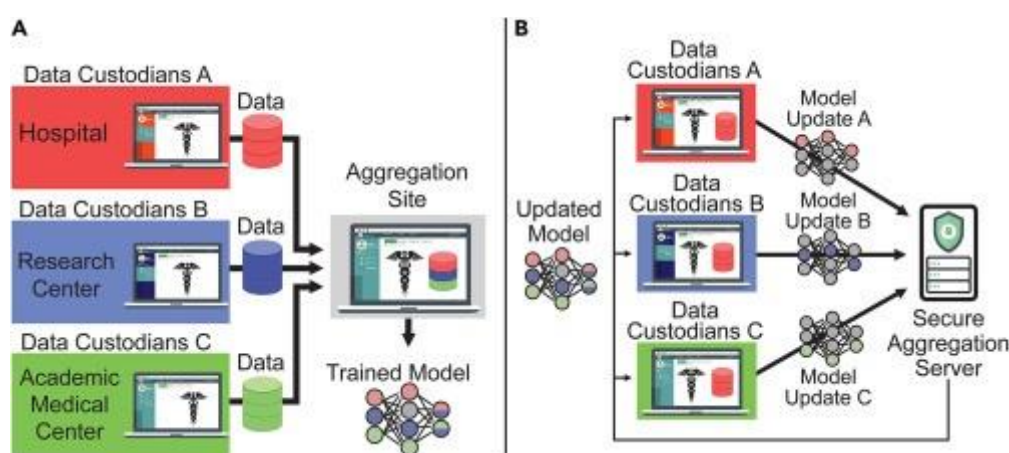 A
Data Custodians A
Hospital
Data
Data Custodians B
Research
Center
Data
Data Custodians C
Academic
Medical
Center
Data
Aggregation
Site
Trained Model
B
Updated
Model
Data
Custodians A
Data
Custodians B
Data
Custodians C
Model
Update A
Model
Update B
Model
Update C
Secure
Aggregation
Server